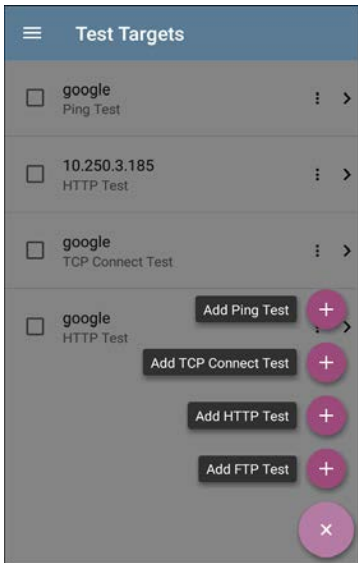 Test Targets
google
Ping Test
10.250.3.185
HTTP Test
google
TCP Connect Test
google
HTTP Test
Add Ping Test
Add TCP Connect Test
Add HTTP Test
Add FTP Test